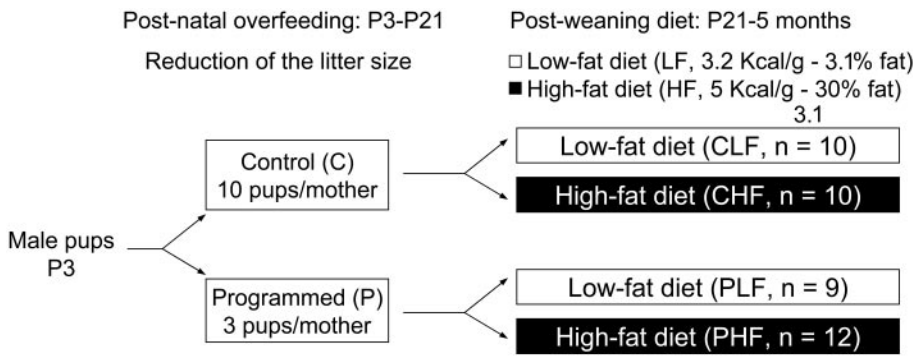 Post-natal overfeeding: P3-P21
Reduction of the litter size
Post-weaning diet: P21-5 months
□ Low-fat diet (LF, 3.2 Kcal/g - 3.1% fat)
■ High-fat diet (HF, 5 Kcal/g - 30% fat)
3.1
Male pups
P3
Control (C)
10 pups/mother
Low-fat diet (CLF, n = 10)
High-fat diet (CHF, n = 10)
Programmed (P)
3 pups/mother
Low-fat diet (PLF, n = 9)
High-fat diet (PHF, n = 12)